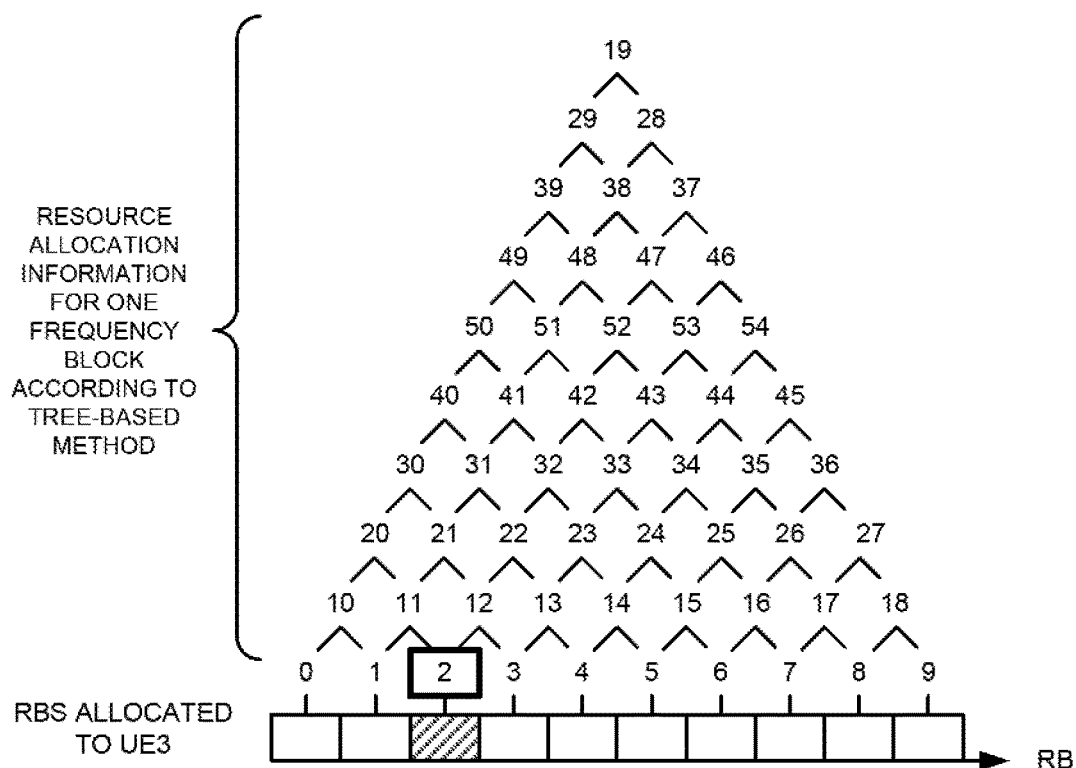 19
29 28
39 38 37
RESOURCE
ALLOCATION
INFORMATION
FOR ONE
FREQUENCY
BLOCK
ACCORDING TO
TREE-BASED
METHOD
49 48 47 46
50 51 52 53 54
40 41 42 43 44 45
30 31 32 33 34 35 36
20 21 22 23 24 25 26 27
10 11 12 13 14 15 16 17 18
0 1 2 3 4 5 6 7 8 9
RBS ALLOCATED
TO UE3
RB